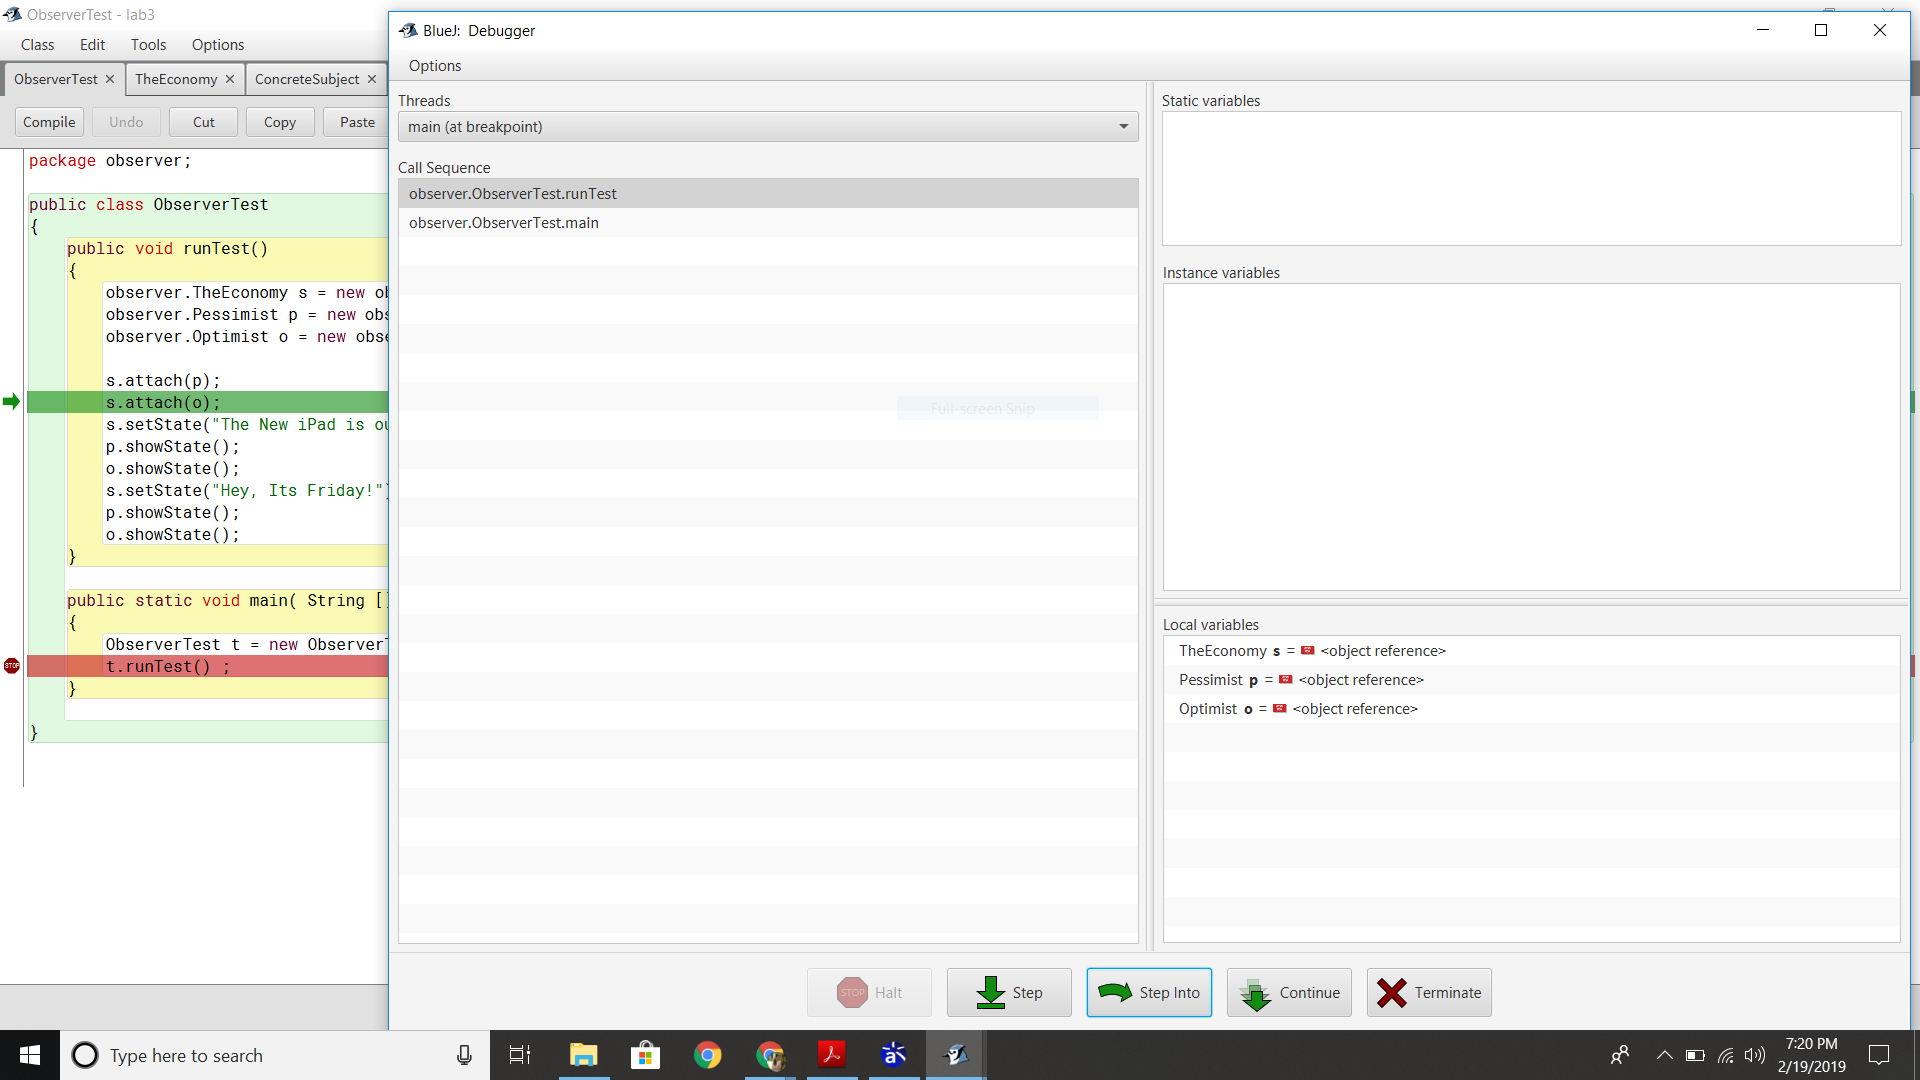 ObserverTest - lab3
Class Edit Tools Options
ObserverTest × TheEconomy × ConcreteSubject ×
Compile Undo Cut Copy Paste
package observer;
public class ObserverTest
{
public void runTest()
{
observer.TheEconomy s = new ob
observer.Pessimist p = new obs
observer.Optimist o = new obse
s.attach(p);
s.attach(o);
s.setState("The New iPad is ou
p.showState();
o.showState();
s.setState("Hey, Its Friday!")
p.showState();
o.showState();
}
public static void main( String []
{
ObserverTest t = new ObserverT
STOP
t.runTest() ;
}
}
BlueJ: Debugger
Options
Threads
main (at breakpoint)
Call Sequence
observer.ObserverTest.runTest
observer.ObserverTest.main
Full-screen Snip
Static variables
Instance variables
Local variables
TheEconomy s = <object reference>
Pessimist p = <object reference>
Optimist o = <object reference>
STOP Halt Step Step Into Continue Terminate
Type here to search
7:20 PM
2/19/2019